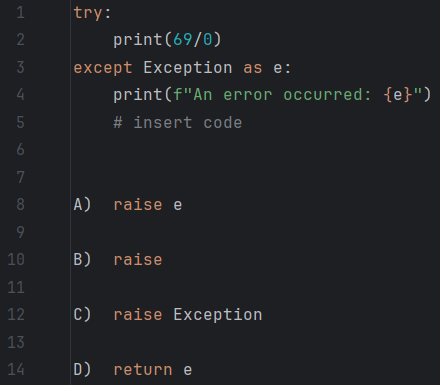 1 try:
2     print(69/0)
3 except Exception as e:
4     print(f"An error occurred: {e}")
5     # insert code
6
7
8 A)  raise e
9
10 B)  raise
11
12 C)  raise Exception
13
14 D)  return e